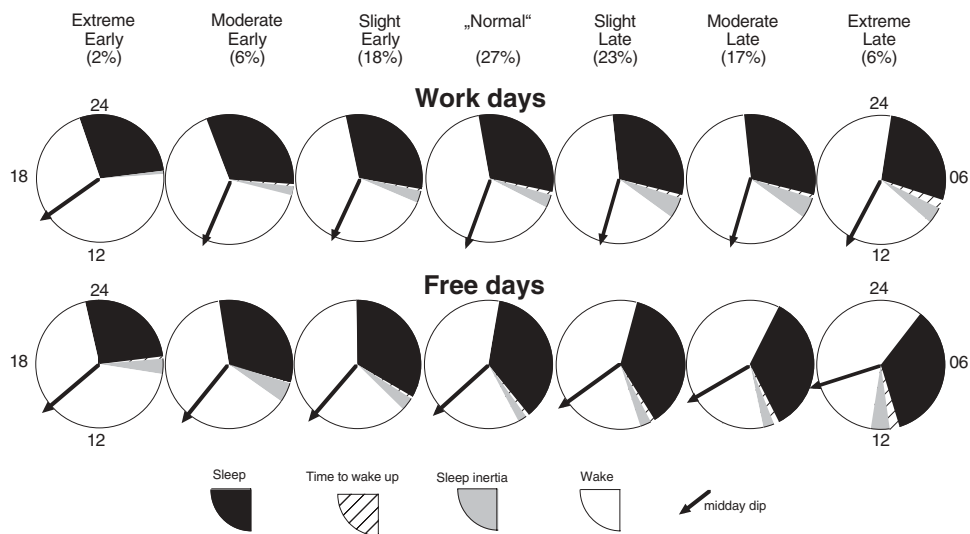 Extreme Early (2%)
Moderate Early (6%)
Slight Early (18%)
„Normal“ (27%)
Slight Late (23%)
Moderate Late (17%)
Extreme Late (6%)
Work days
24
24
18
06
12
12
Free days
24
24
18
06
12
12
Sleep
Time to wake up
Sleep inertia
Wake
midday dip